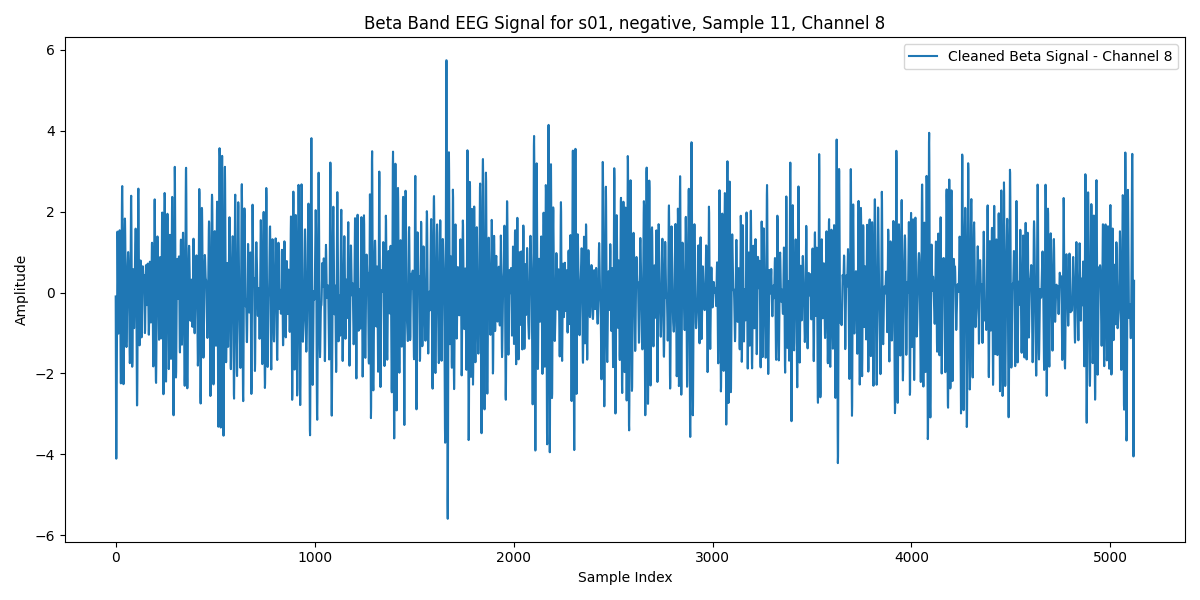 Beta Band EEG Signal for s01, negative, Sample 11, Channel 8
Cleaned Beta Signal - Channel 8
Amplitude
6
4
2
0
−2
−4
−6
0 1000 2000 3000 4000 5000
Sample Index